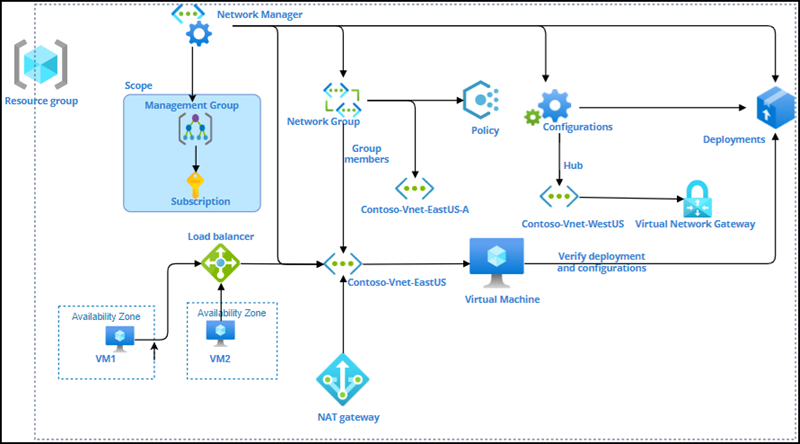 Network Manager
Resource group
Scope
Management Group
Subscription
Network Group
Policy
Configurations
Deployments
Group
members
Hub
Contoso-Vnet-EastUS-A
Contoso-Vnet-WestUS
Virtual Network Gateway
Load balancer
Contoso-Vnet-EastUS
Virtual Machine
Verify deployment
and configurations
Availability Zone
VM1
Availability Zone
VM2
NAT gateway